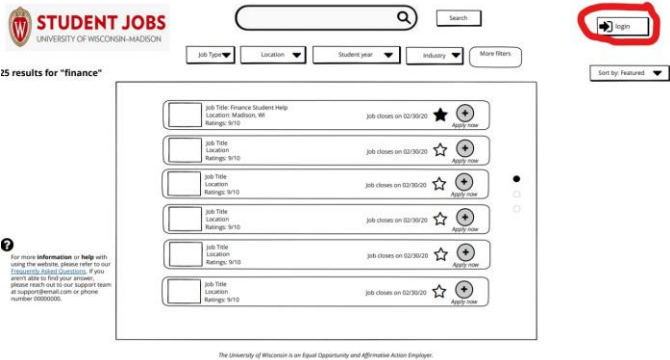 STUDENT JOBS
UNIVERSITY OF WISCONSIN-MADISON
Search
login
Job Type
Location
Student year
Industry
More filters
25 results for "finance"
Sort by: Featured
Job Title: Finance Student Help
Location: Madison, WI
Ratings: 9/10
Job closes on 02/30/20
Apply now
Job Title
Location
Ratings: 9/10
Job closes on 02/30/20
Apply now
Job Title
Location
Ratings: 9/10
Job closes on 02/30/20
Apply now
Job Title
Location
Ratings: 9/10
Job closes on 02/30/20
Apply now
Job Title
Location
Ratings: 9/10
Job closes on 02/30/20
Apply now
Job Title
Location
Ratings: 9/10
Job closes on 02/30/20
Apply now
?
For more information or help with
using the website, please refer to our
Frequently Asked Questions. If you
aren't able to find your answer,
please reach out to our support team
at support@email.com or phone
number 00000000.
The University of Wisconsin is an Equal Opportunity and Affirmative Action Employer.